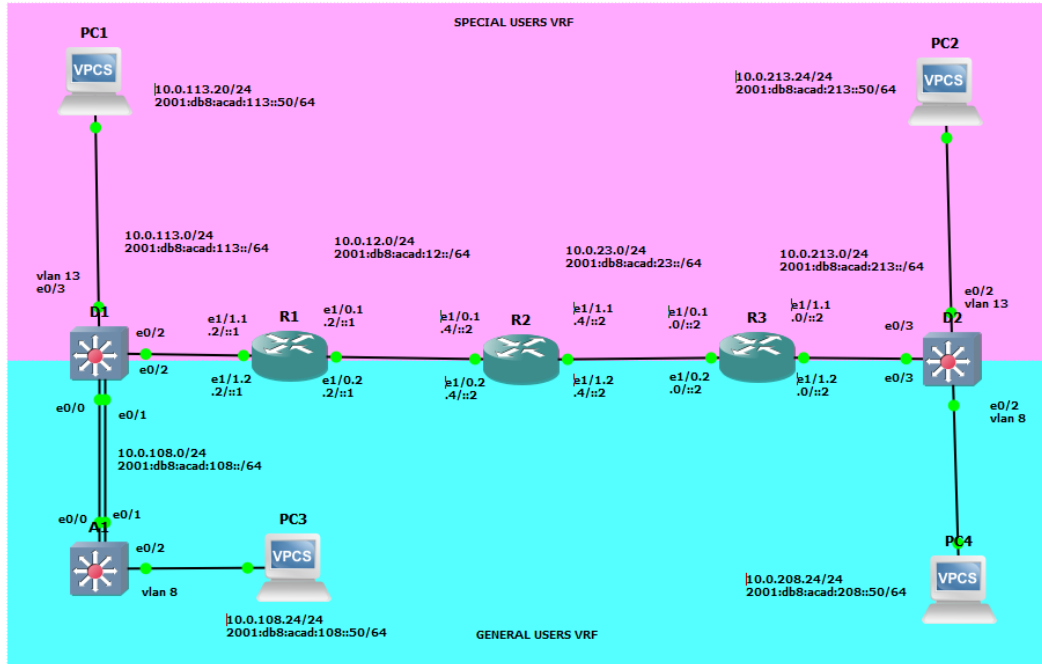 SPECIAL USERS VRF
PC1
VPCS
10.0.113.20/24
2001:db8:acad:113::50/64
PC2
VPCS
10.0.213.24/24
2001:db8:acad:213::50/64
10.0.113.0/24
2001:db8:acad:113::/64
10.0.12.0/24
2001:db8:acad:12::/64
10.0.23.0/24
2001:db8:acad:23::/64
10.0.213.0/24
2001:db8:acad:213::/64
vlan 13
e0/3
D1
e0/2
e0/2
e1/1.1
.2/::1
R1
e1/0.1
.2/::1
e1/1.2
.2/::1
e1/0.2
.2/::1
e1/0.1
.4/::2
R2
e1/1.1
.4/::2
e1/0.2
.4/::2
e1/1.2
.4/::2
e1/0.1
.0/::2
R3
e1/1.1
.0/::2
e1/0.2
.0/::2
e1/1.2
.0/::2
e0/2
vlan 13
D2
e0/3
e0/3
e0/2
vlan 8
e0/0
e0/1
10.0.108.0/24
2001:db8:acad:108::/64
e0/0
e0/1
A1
e0/2
vlan 8
PC3
VPCS
10.0.108.24/24
2001:db8:acad:108::50/64
PC4
VPCS
10.0.208.24/24
2001:db8:acad:208::50/64
GENERAL USERS VRF